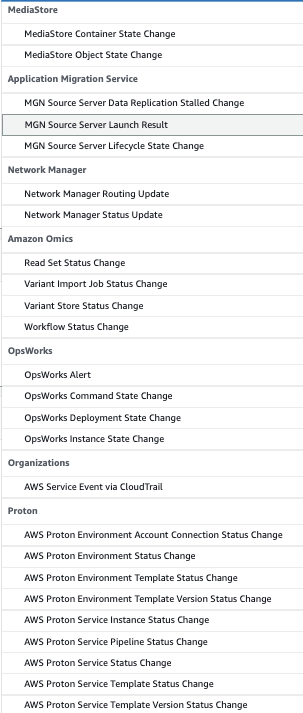 MediaStore
MediaStore Container State Change
MediaStore Object State Change
Application Migration Service
MGN Source Server Data Replication Stalled Change
MGN Source Server Launch Result
MGN Source Server Lifecycle State Change
Network Manager
Network Manager Routing Update
Network Manager Status Update
Amazon Omics
Read Set Status Change
Variant Import Job Status Change
Variant Store Status Change
Workflow Status Change
OpsWorks
OpsWorks Alert
OpsWorks Command State Change
OpsWorks Deployment State Change
OpsWorks Instance State Change
Organizations
AWS Service Event via CloudTrail
Proton
AWS Proton Environment Account Connection Status Change
AWS Proton Environment Status Change
AWS Proton Environment Template Status Change
AWS Proton Environment Template Version Status Change
AWS Proton Service Instance Status Change
AWS Proton Service Pipeline Status Change
AWS Proton Service Status Change
AWS Proton Service Template Status Change
AWS Proton Service Template Version Status Change